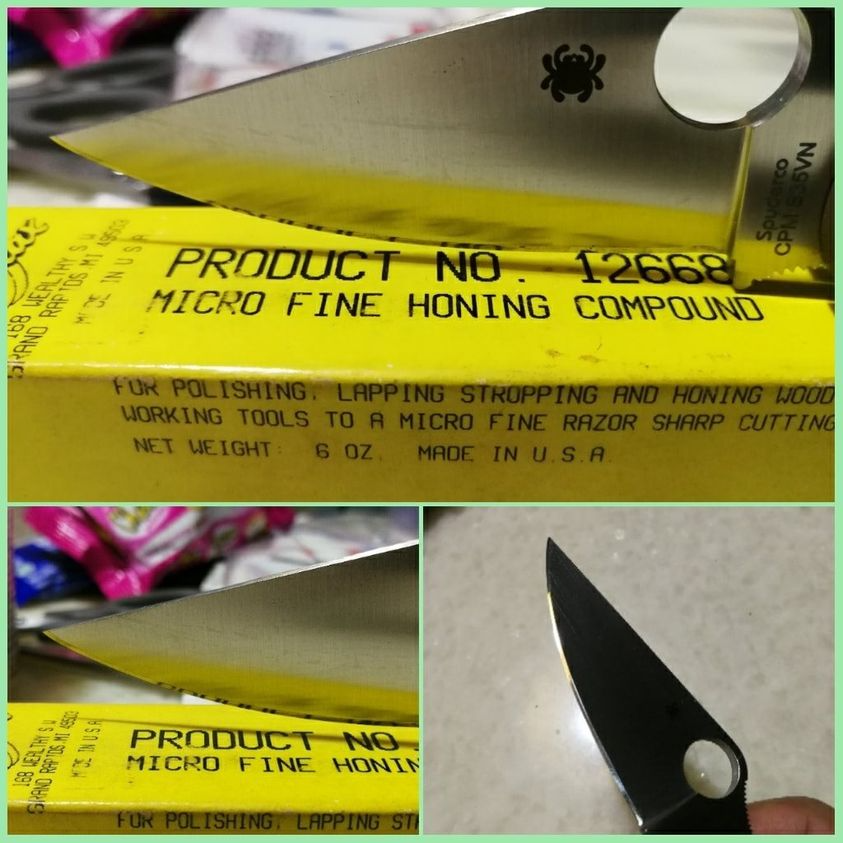 Spyderco
CPM S35VN
168 WEALTHY S W
GRAND RAPIDS, MI 49503
MADE IN U S A
PRODUCT NO. 12668
MICRO FINE HONING COMPOUND
FOR POLISHING, LAPPING STROPPING AND HONING WOOD
WORKING TOOLS TO A MICRO FINE RAZOR SHARP CUTTING
NET WEIGHT: 6 OZ. MADE IN U.S.A.
168 WEALTHY S W
GRAND RAPIDS, MI 49503
MADE IN U S A
PRODUCT NO.
MICRO FINE HONIN
FOR POLISHING, LAPPING